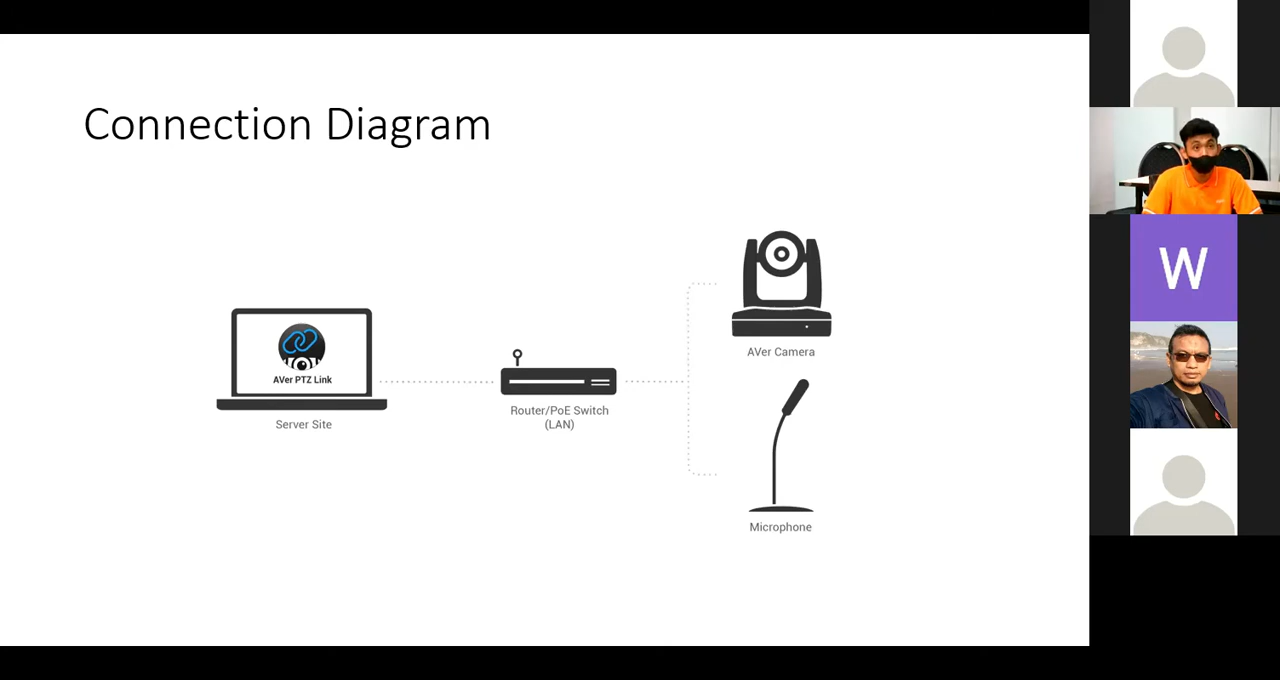 Connection Diagram
AVer PTZ Link
Server Site
Router/PoE Switch
(LAN)
AVer Camera
Microphone
W